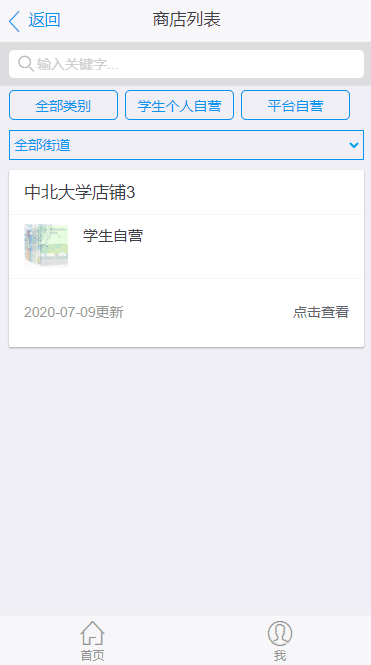 返回
商店列表
输入关键字...
全部类别
学生个人自营
平台自营
全部街道
中北大学店铺3
学生自营
2020-07-09更新
点击查看
首页
我